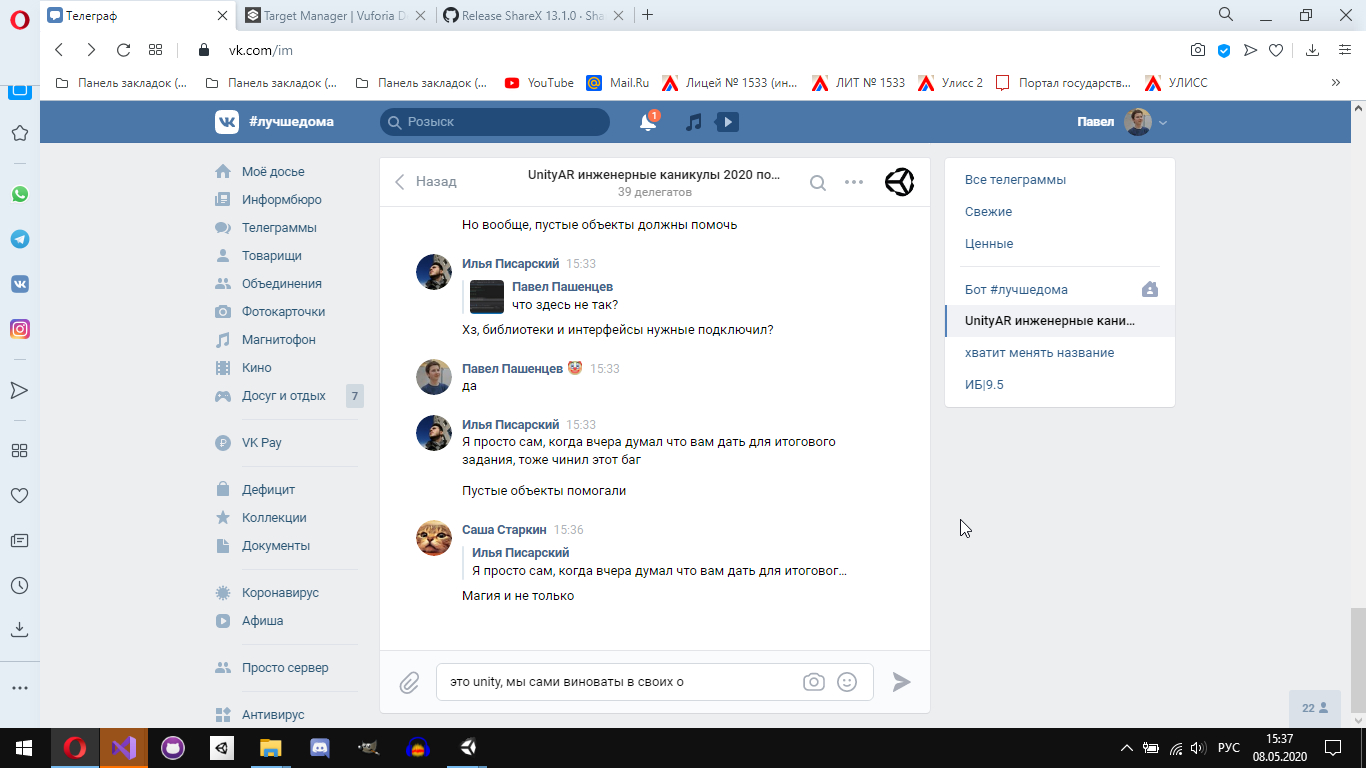 Телеграф
Target Manager | Vuforia D
Release ShareX 13.1.0 · Sha
vk.com/im
Панель закладок (...
Панель закладок (...
Панель закладок (...
YouTube
Mail.Ru
Лицей № 1533 (ин...
ЛИТ № 1533
Улисс 2
Портал государств...
УЛИСС
#лучшедома
Розыск
1
Павел
Моё досье
Информбюро
Телеграммы
Товарищи
Объединения
Фотокарточки
Магнитофон
Кино
Досуг и отдых
7
VK Pay
Дефицит
Коллекции
Документы
Коронавирус
Афиша
Просто сервер
Антивирус
Назад
UnityAR инженерные каникулы 2020 по...
39 делегатов
Но вообще, пустые объекты должны помочь
Илья Писарский 15:33
Павел Пашенцев
что здесь не так?
Хз, библиотеки и интерфейсы нужные подключил?
Павел Пашенцев 🤡 15:33
да
Илья Писарский 15:33
Я просто сам, когда вчера думал что вам дать для итогового
задания, тоже чинил этот баг
Пустые объекты помогали
Саша Старкин 15:36
Илья Писарский
Я просто сам, когда вчера думал что вам дать для итоговог...
Магия и не только
это unity, мы сами виноваты в своих о
Все телеграммы
Свежие
Ценные
Бот #лучшедома
UnityAR инженерные кани...
хватит менять название
ИБ|9.5
22
РУС
15:37
08.05.2020